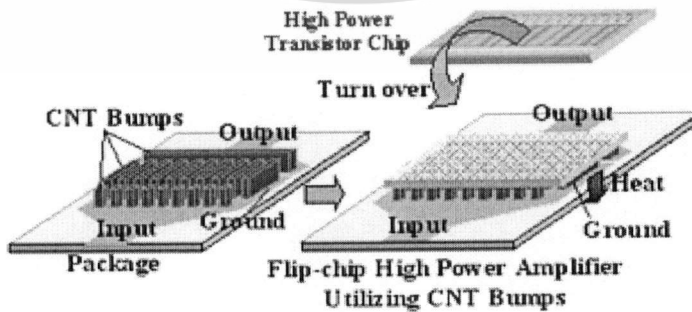 High Power
Transistor Chip
Turn over
CNT Bumps
Output
Input
Ground
Package
Output
Heat
Input
Ground
Flip-chip High Power Amplifier
Utilizing CNT Bumps